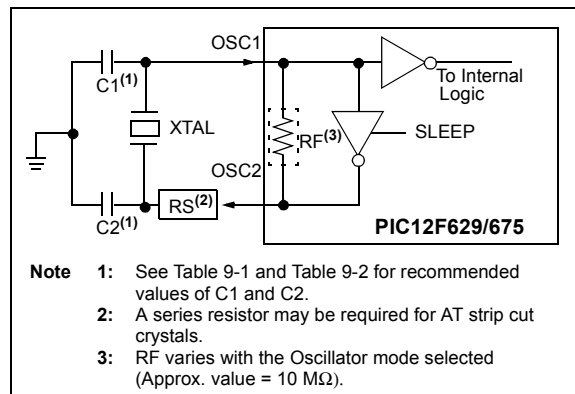 OSC1
C1(1)
To Internal
Logic
XTAL
RF(3)
SLEEP
OSC2
C2(1)
RS(2)
PIC12F629/675
Note 1: See Table 9-1 and Table 9-2 for recommended
values of C1 and C2.
2: A series resistor may be required for AT strip cut
crystals.
3: RF varies with the Oscillator mode selected
(Approx. value = 10 MΩ).